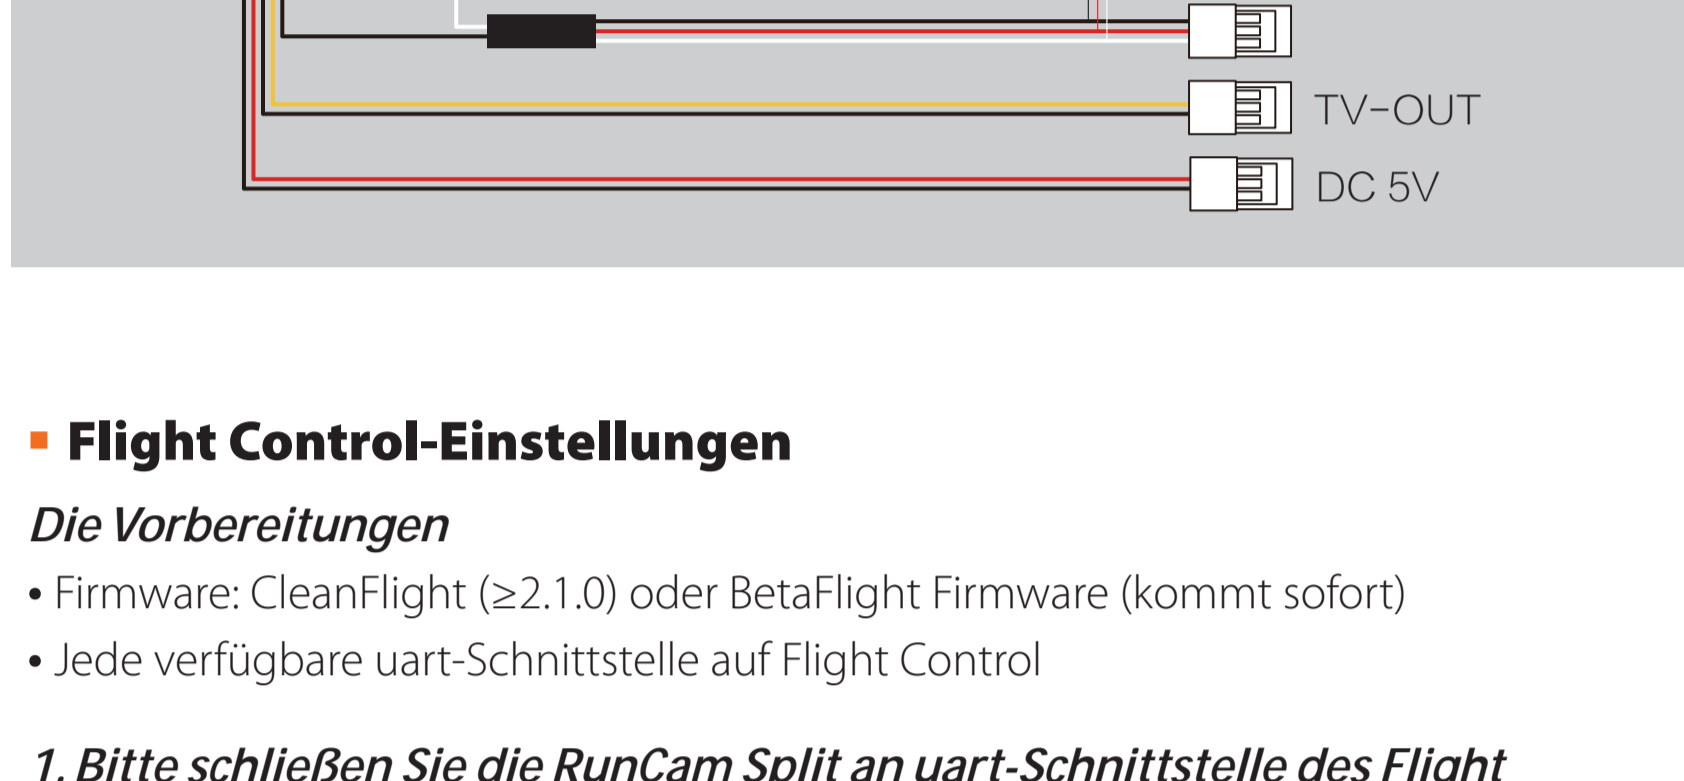 TV-OUT
DC 5V
Flight Control-Einstellungen
Die Vorbereitungen
• Firmware: CleanFlight (≥2.1.0) oder BetaFlight Firmware (kommt sofort)
• Jede verfügbare uart-Schnittstelle auf Flight Control
1. Bitte schließen Sie die RunCam Split an uart-Schnittstelle des Flight